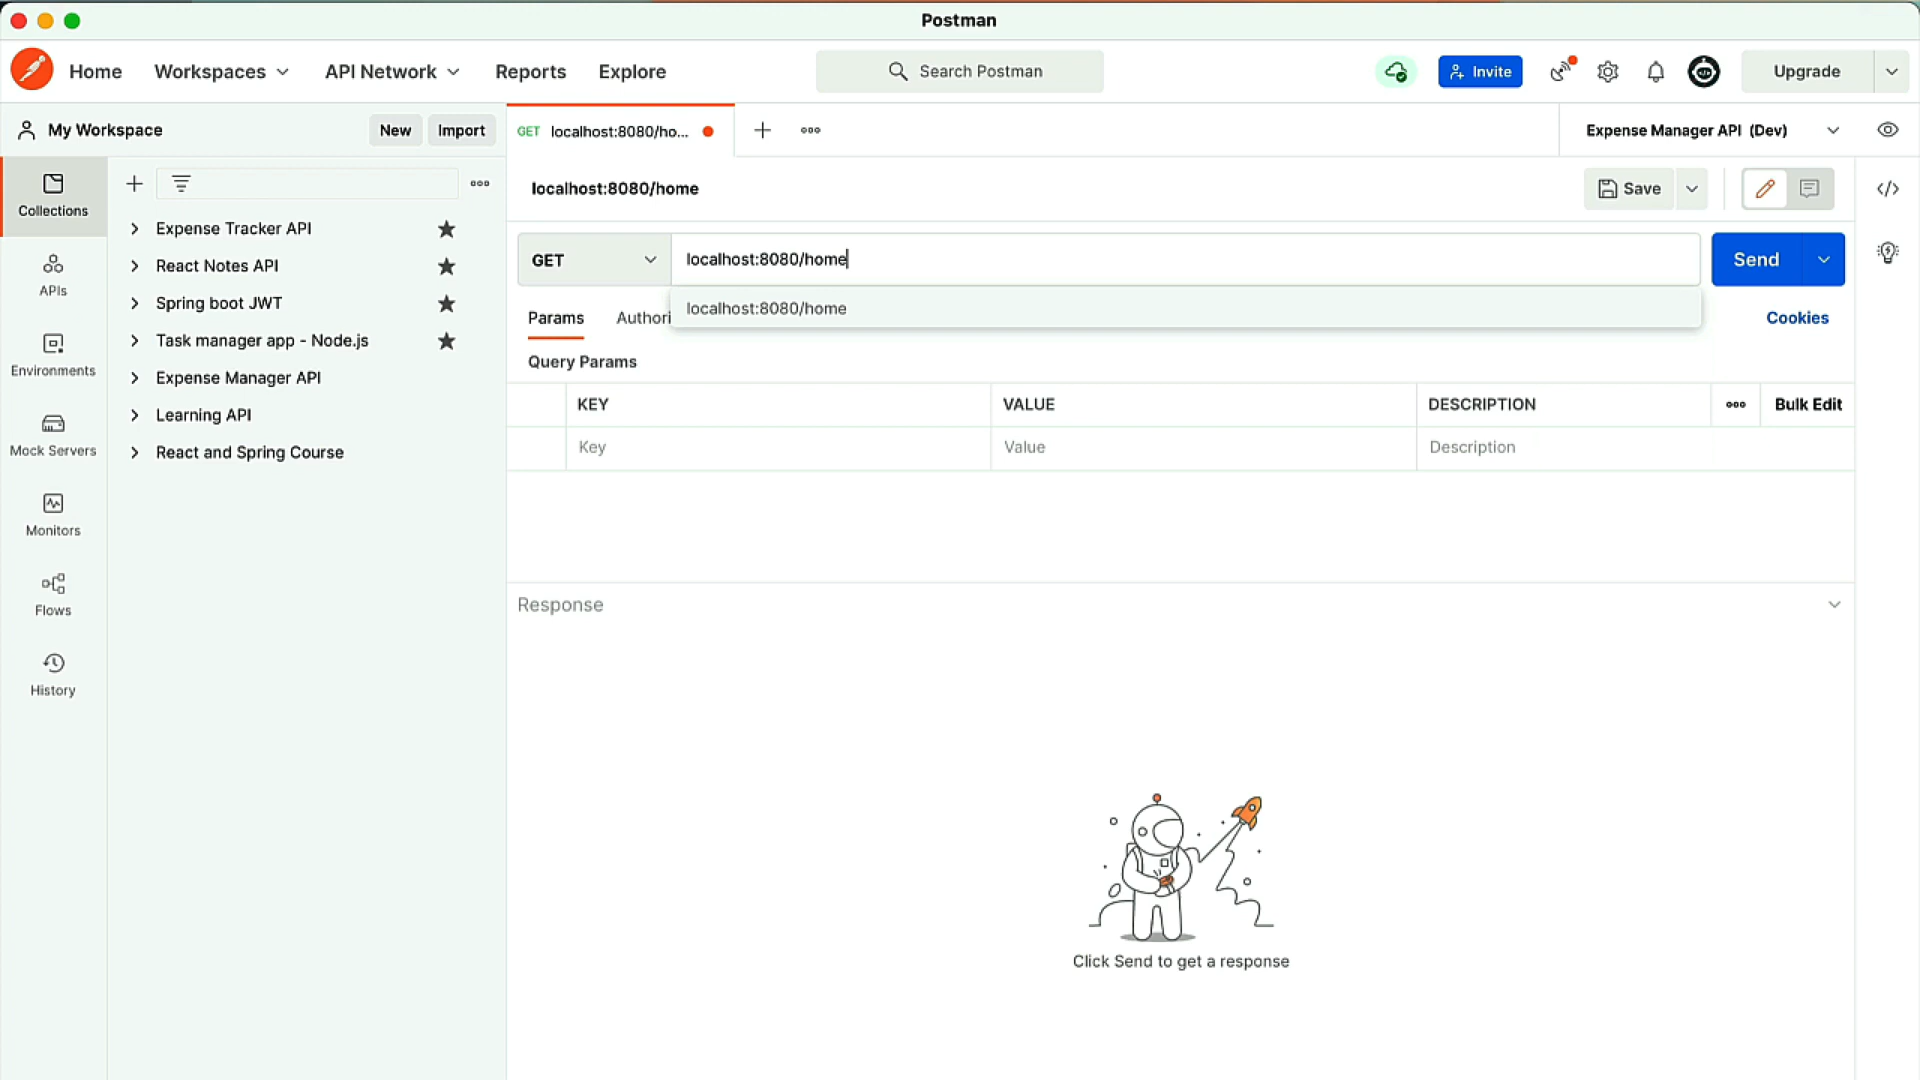 Postman
Home Workspaces API Network Reports Explore Search Postman Invite Upgrade
My Workspace New Import GET localhost:8080/ho... Expense Manager API (Dev)
Collections
APIs
Environments
Mock Servers
Monitors
Flows
History
Expense Tracker API
React Notes API
Spring boot JWT
Task manager app - Node.js
Expense Manager API
Learning API
React and Spring Course
localhost:8080/home Save
GET localhost:8080/home Send
localhost:8080/home
Params Authori Cookies
Query Params
KEY VALUE DESCRIPTION Bulk Edit
Key Value Description
Response
Click Send to get a response